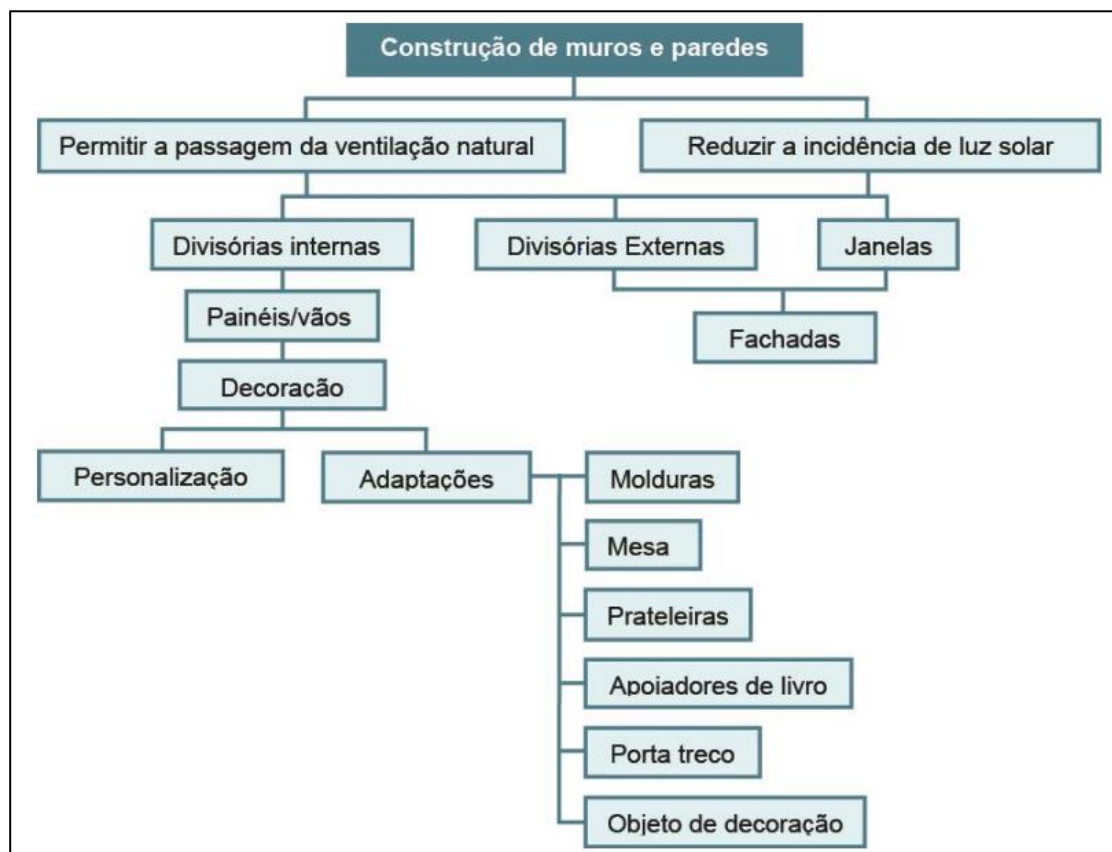 Construção de muros e paredes
Permitir a passagem da ventilação natural
Reduzir a incidência de luz solar
Divisórias internas
Divisórias Externas
Janelas
Painéis/vãos
Fachadas
Decoração
Personalização
Adaptações
Molduras
Mesa
Prateleiras
Apoiadores de livro
Porta treco
Objeto de decoração